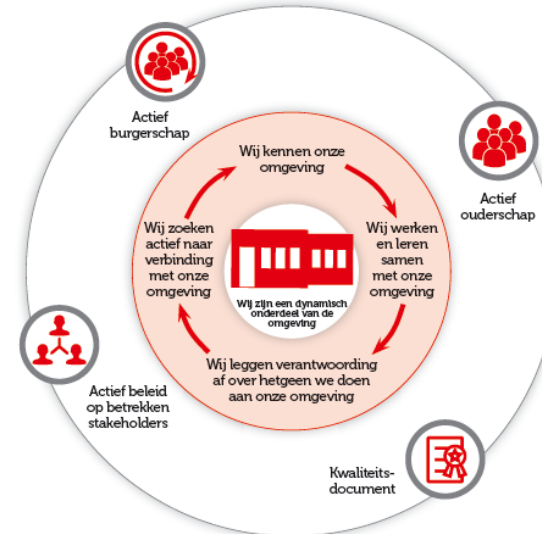 Actief
burgerschap
Wij kennen onze
omgeving
Actief
ouderschap
Wij zoeken
actief naar
verbinding
met onze
omgeving
Wij werken
en leren
samen
met onze
omgeving
Wij zijn een dynamisch
onderdeel van de
omgeving
Wij leggen verantwoording
af over hetgeen we doen
aan onze omgeving
Actief beleid
op betrekken
stakeholders
Kwaliteits-
document